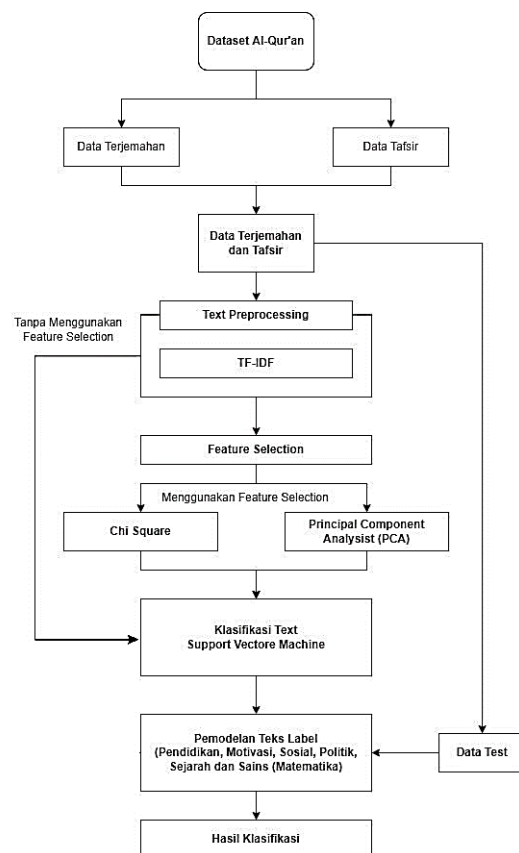 Dataset Al-Qur'an
Data Terjemahan
Data Tafsir
Data Terjemahan
dan Tafsir
Text Preprocessing
Tanpa Menggunakan
Feature Selection
TF-IDF
Feature Selection
Menggunakan Feature Selection
Chi Square
Principal Component
Analysist (PCA)
Klasifikasi Text
Support Vectore Machine
Pemodelan Teks Label
(Pendidikan, Motivasi, Sosial, Politik,
Sejarah dan Sains (Matematika)
Data Test
Hasil Klasifikasi